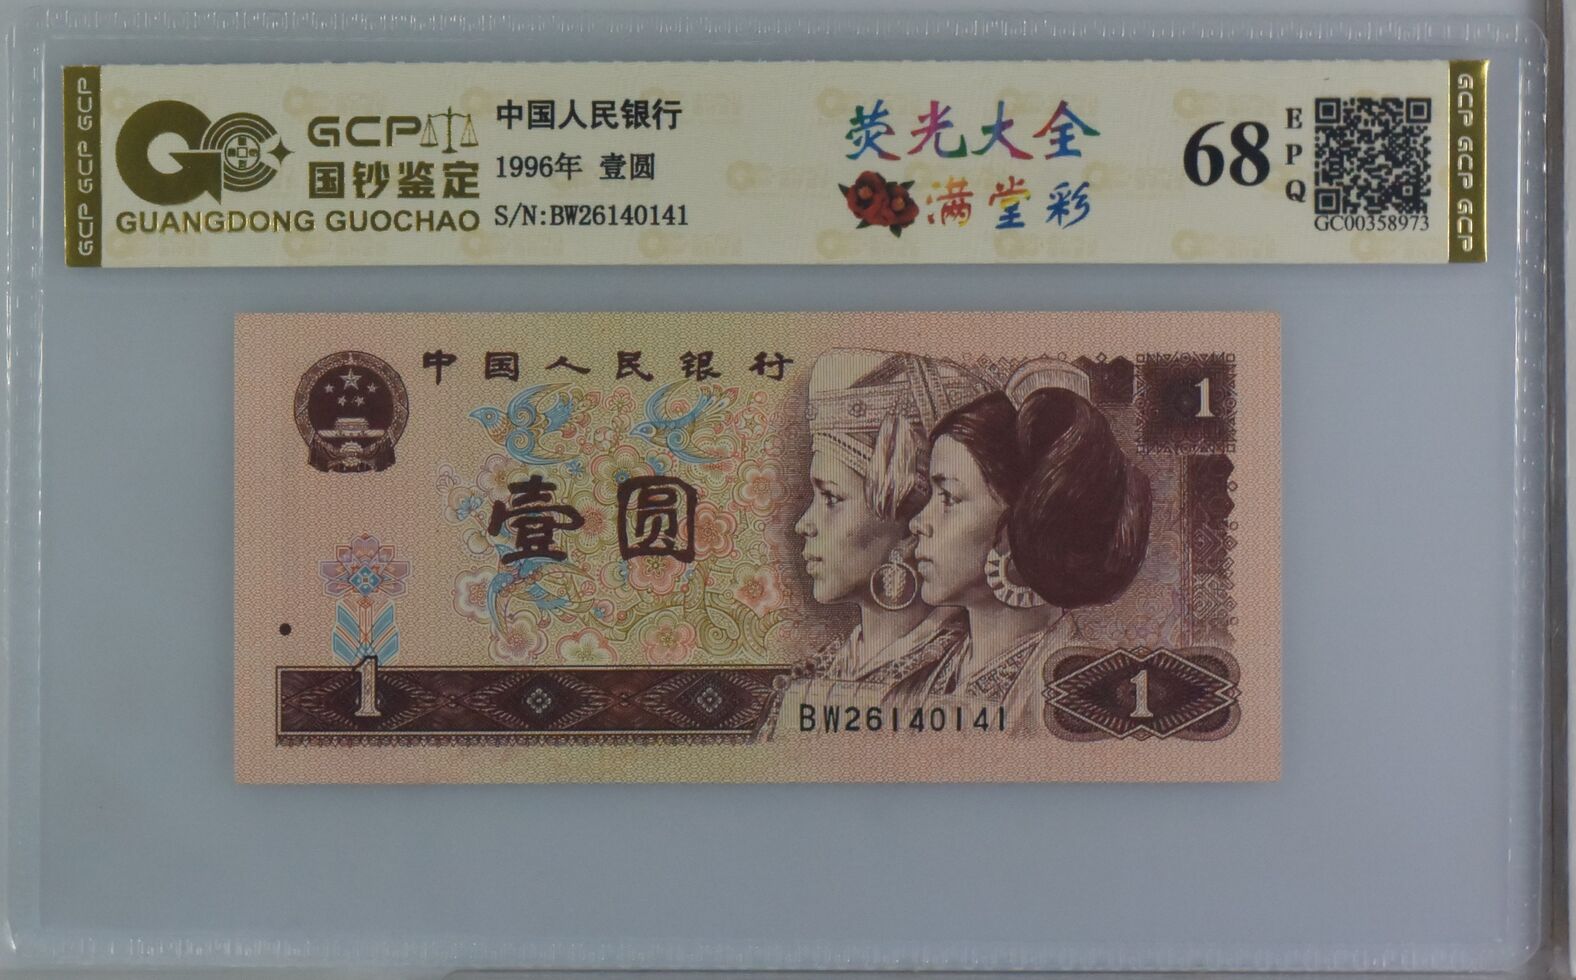 GCP GCP GCP
GCP
国钞鉴定
GUANGDONG GUOCHAO
中国人民银行
1996年 壹圆
S/N:BW26140141
荧光大全
满堂彩
68
EPQ
GC00358973
GCP GCP GCP
中国人民银行
1
壹圆
1
BW26140141
1